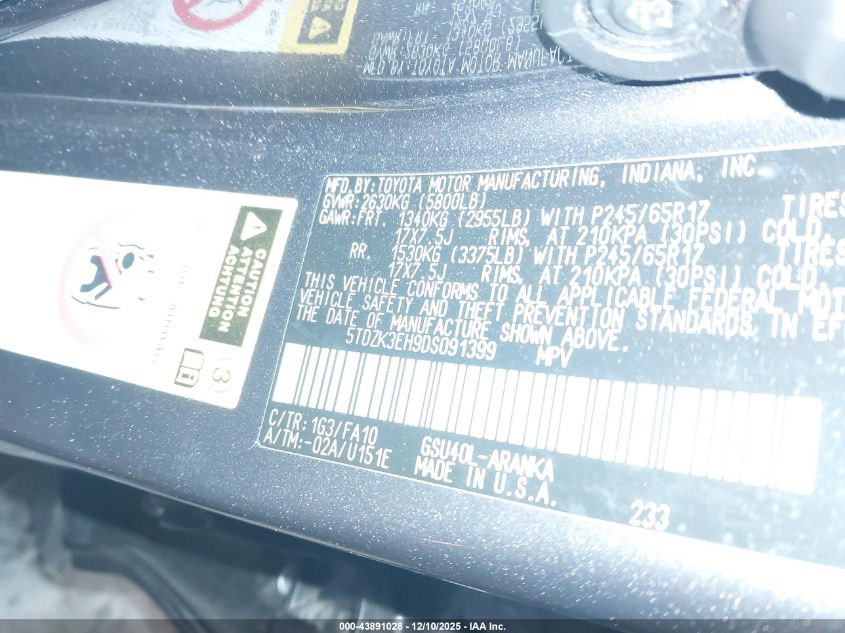 MFD. BY: TOYOTA MOTOR MANUFACTURING, INDIANA, INC
GVWR: 2630KG (5800LB)
GAWR: FRT. 1340KG (2955LB) WITH P245/65R17 TIRES
17X7.5J RIMS, AT 210KPA (30PSI) COLD
RR. 1530KG (3375LB) WITH P245/65R17 TIRES
17X7.5J RIMS, AT 210KPA (30PSI) COLD
THIS VEHICLE CONFORMS TO ALL APPLICABLE FEDERAL MOT
VEHICLE SAFETY AND THEFT PREVENTION STANDARDS IN EF
THE DATE OF MANUFACTURE SHOWN ABOVE.
5TDZK3EH9DS091399 MPV
C/TR: 1G3/FA10
A/TM: -02A/U151E
GSU40L-ARANKA
MADE IN U.S.A.
233
CAUTION
ATTENTION
ACHTUNG
3
000-43891028 - 12/10/2025 - IAA Inc.